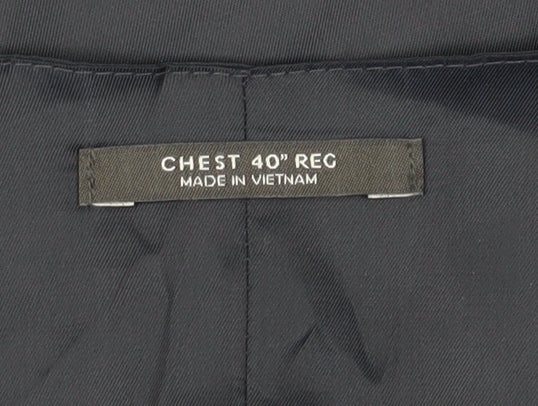 CHEST 40" REG
MADE IN VIETNAM